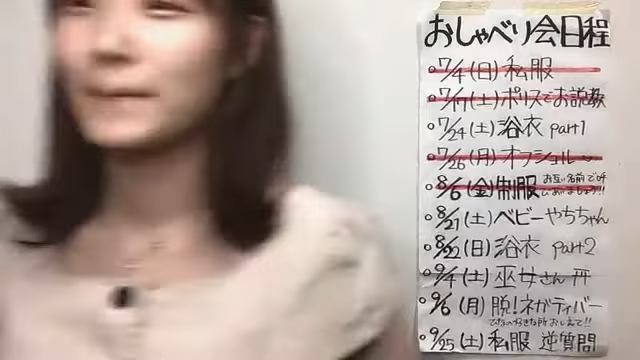 おしゃべり会日程
7/4(日)私服
7/17(土)ポリスでお説教
7/24(土)浴衣 part1
7/26(月)オフショル〜
8/6(金)制服
8/21(土)ベビーやちちゃん
8/22(日)浴衣 part2
9/4(土)巫女さん
9/6(月)脱!ネガティバー
9/25(土)私服 逆質問